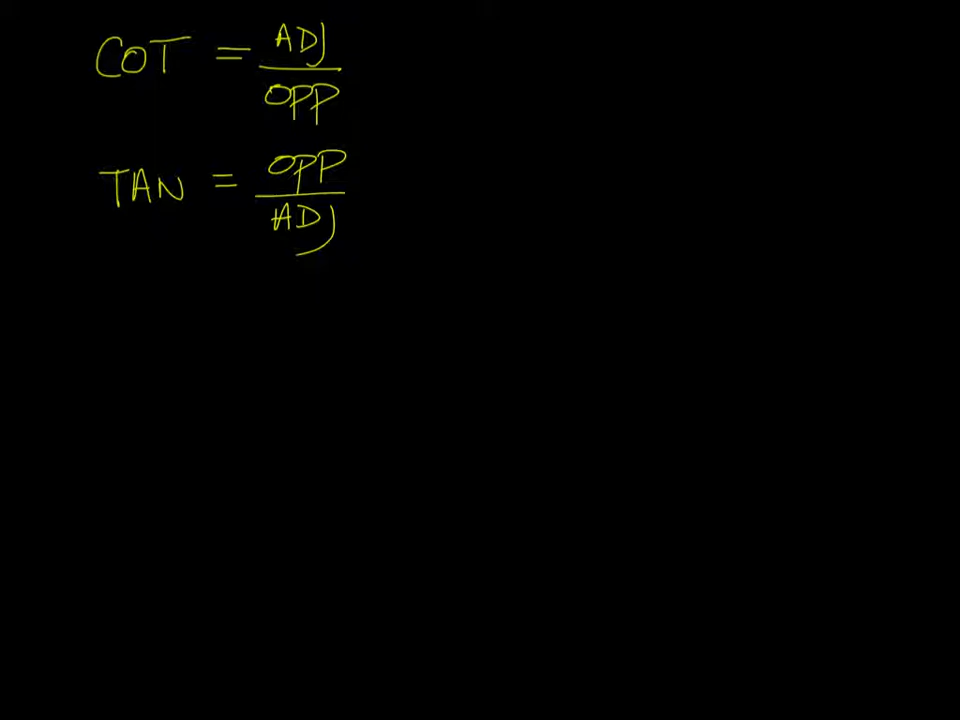 COT = ADJ/OPP
TAN = OPP/ADJ